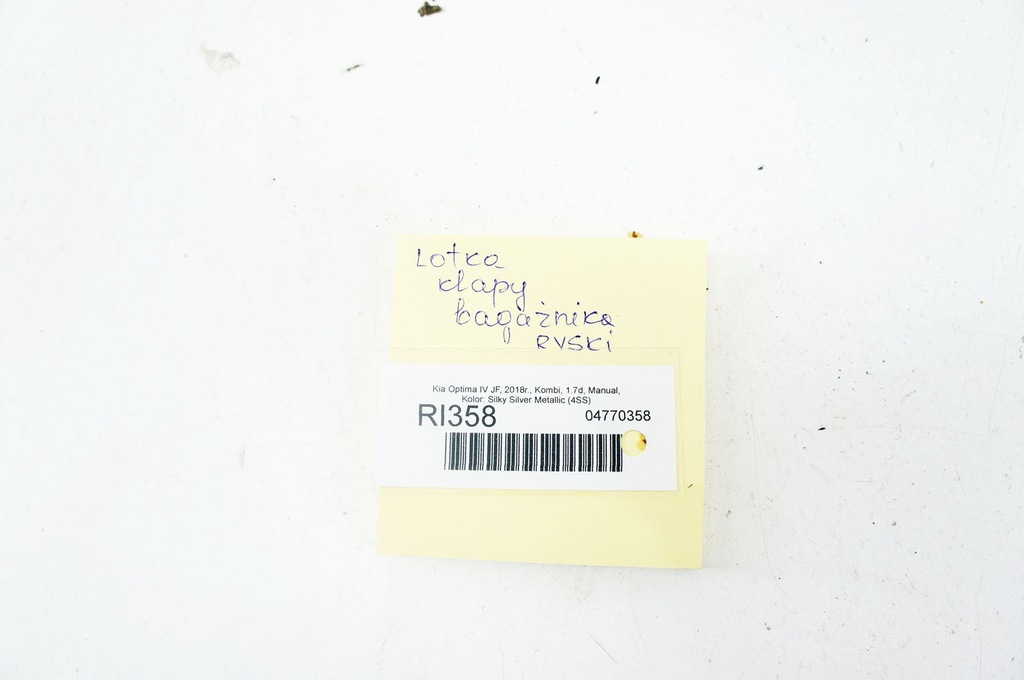 Lotka
klapy
bagażnika
RVSKI
Kia Optima IV JF, 2018r., Kombi, 1.7d, Manual,
Kolor: Silky Silver Metallic (4SS)
RI358 04770358